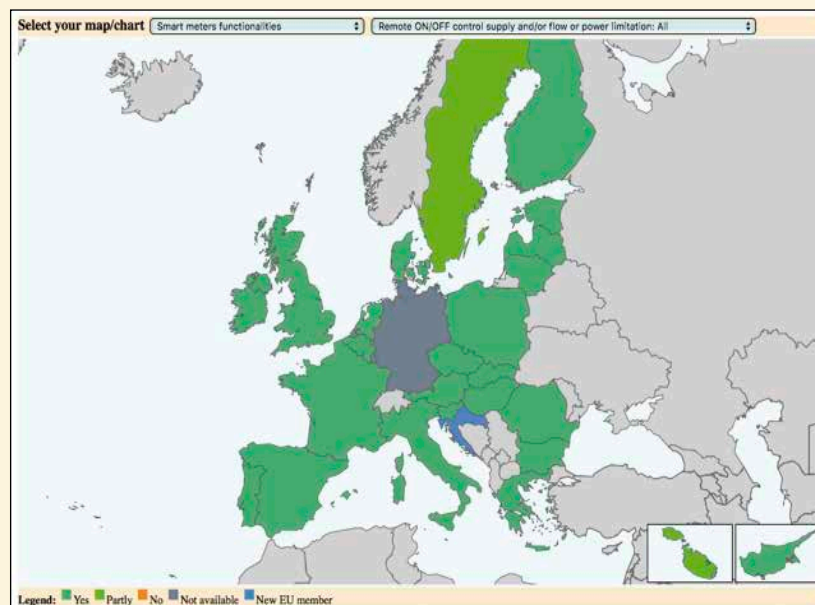 Select your map/chart Smart meters functionalities Remote ON/OFF control supply and/or flow or power limitation: All
Legend: Yes Partly No Not available New EU member